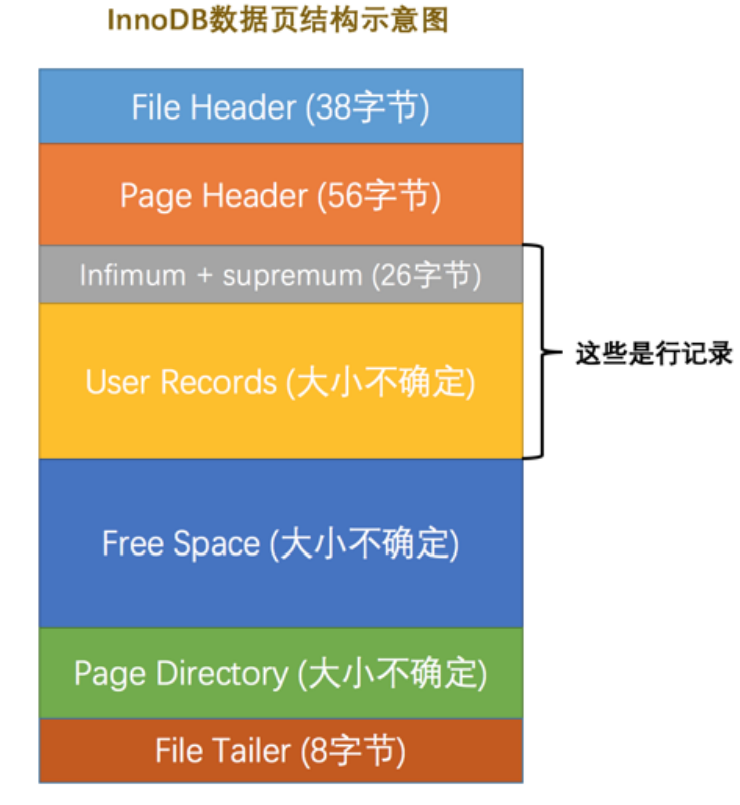 InnoDB数据页结构示意图
File Header (38字节)
Page Header (56字节)
Infimum + supremum (26字节)
User Records (大小不确定)
这些是行记录
Free Space (大小不确定)
Page Directory (大小不确定)
File Tailer (8字节)